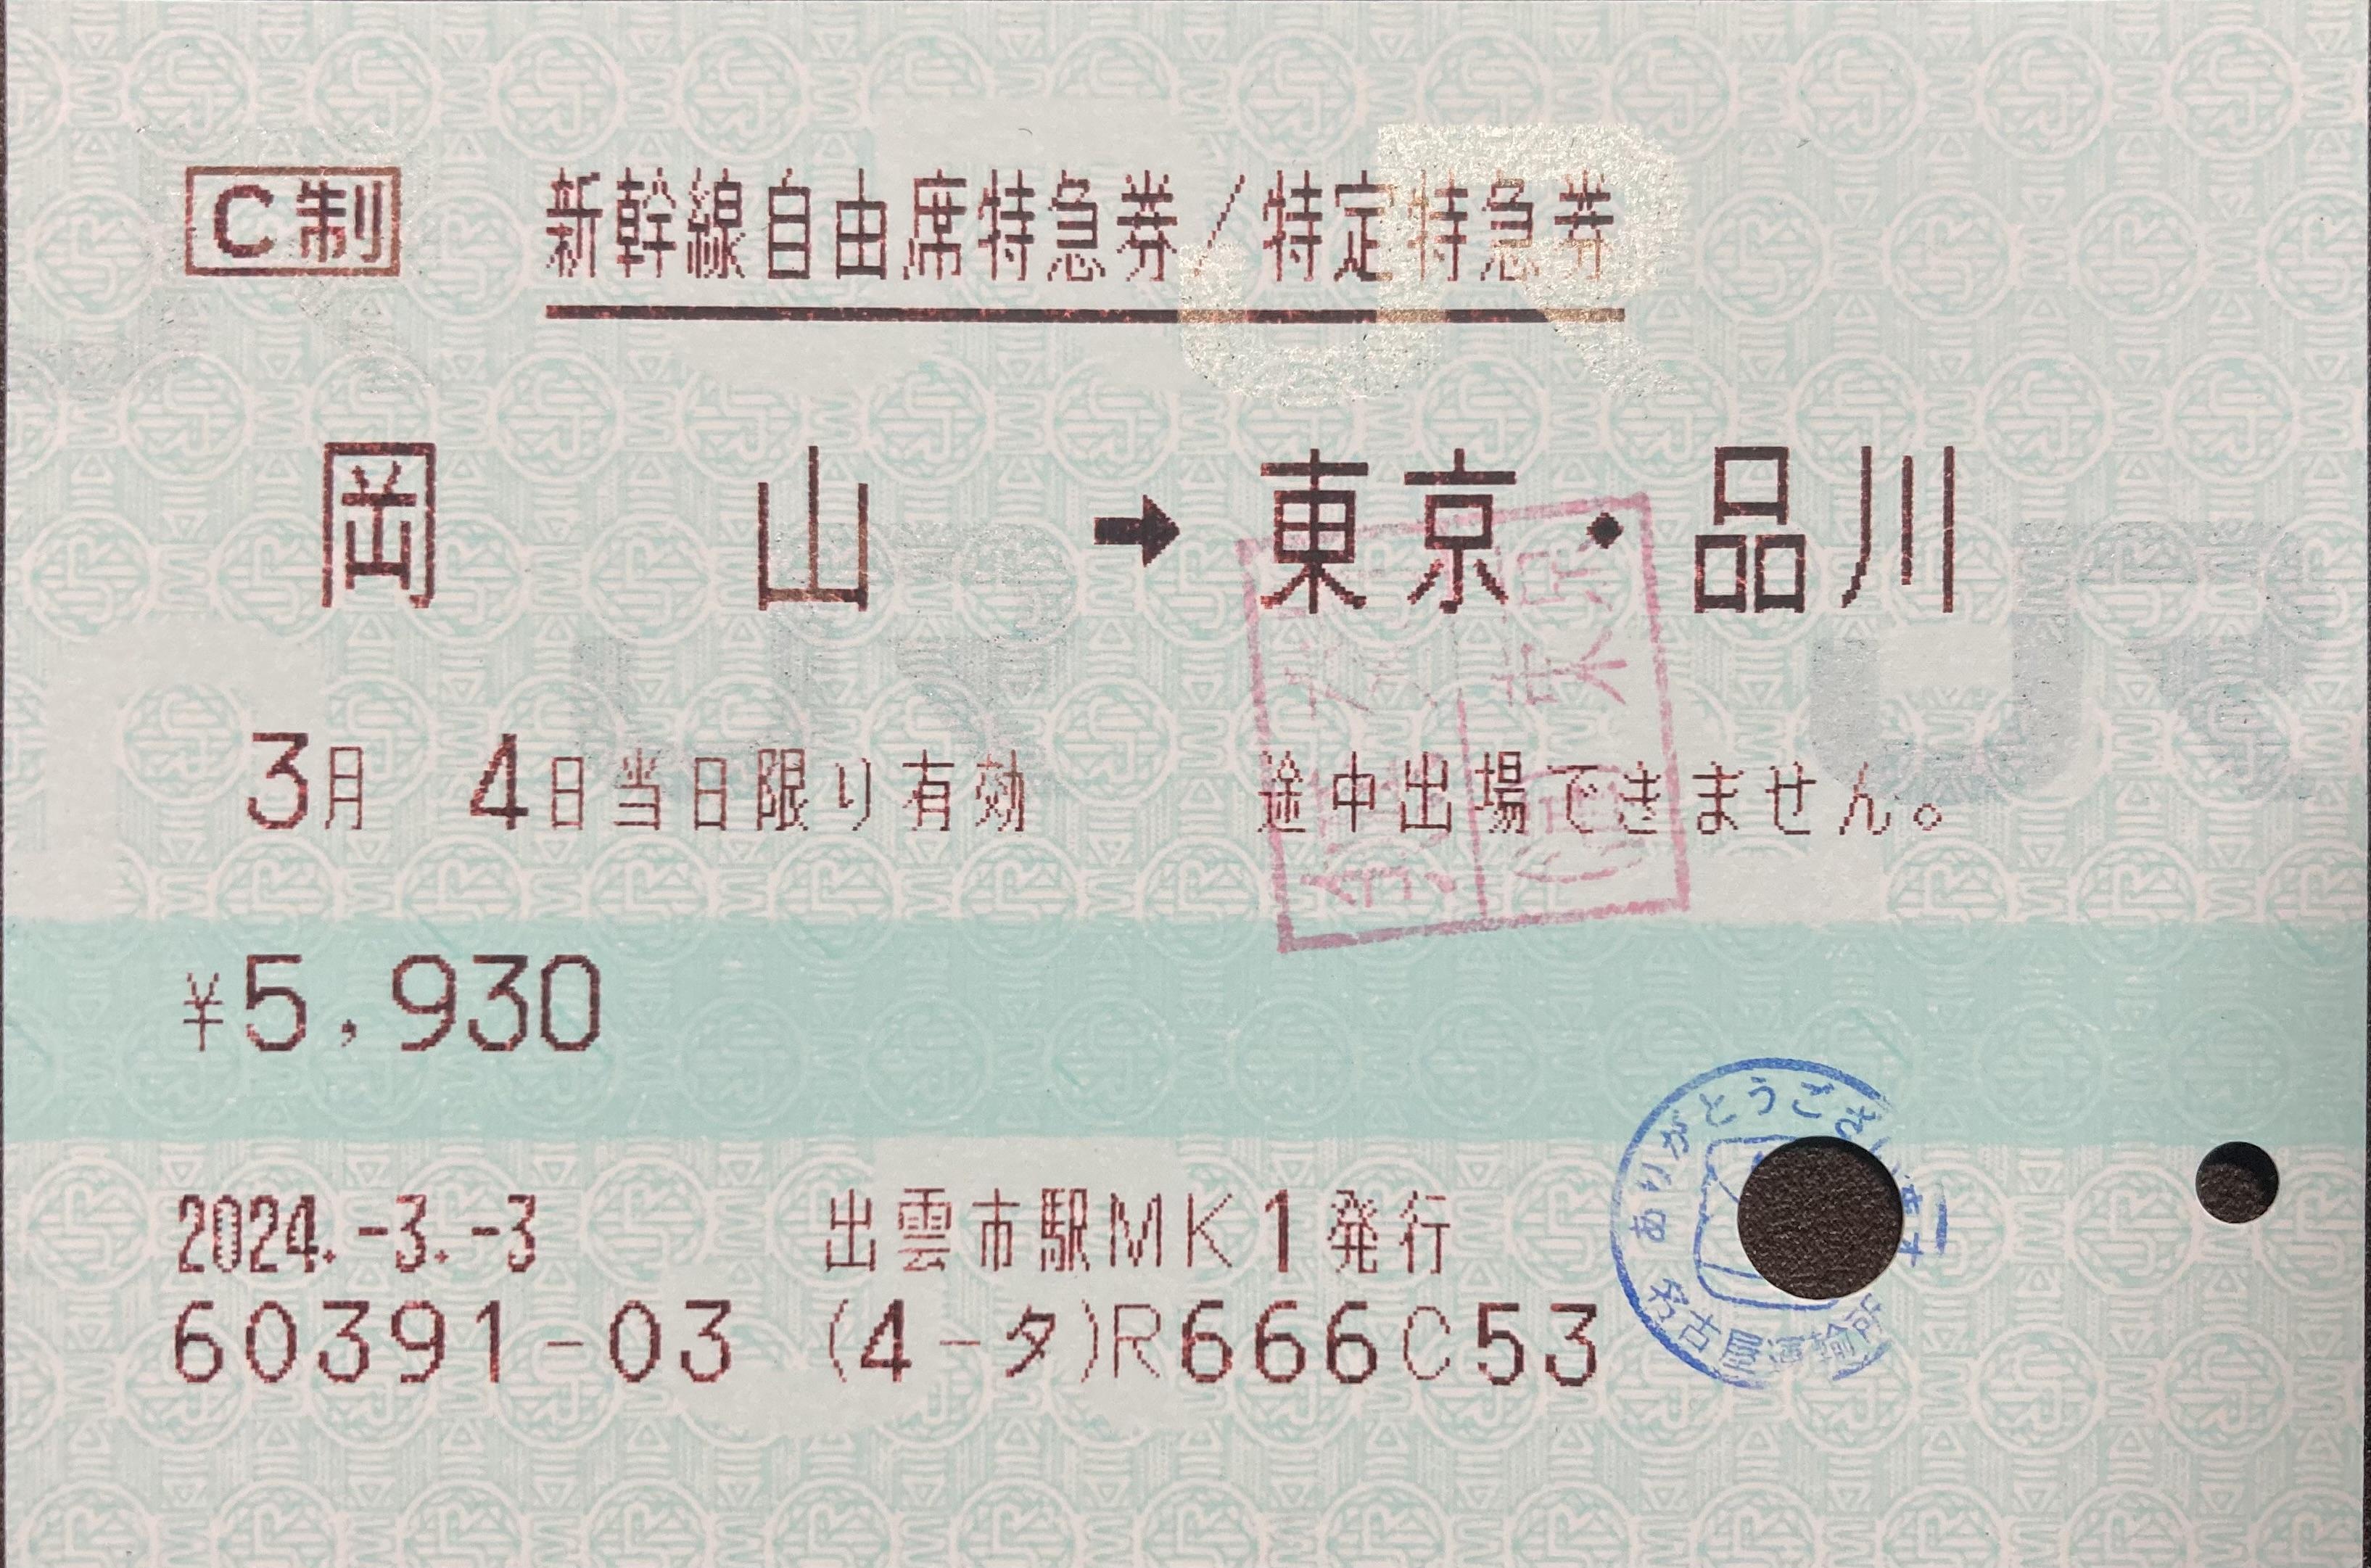 C制 新幹線自由席特急券/特定特急券
岡 山 ➡ 東京・品川
3月 4日当日限り有効 途中出場できません。
¥5,930
2024.-3.-3 出雲市駅MK1発行
60391-03 (4-タ)R666C53
ありがとうございます
名古屋運輸所